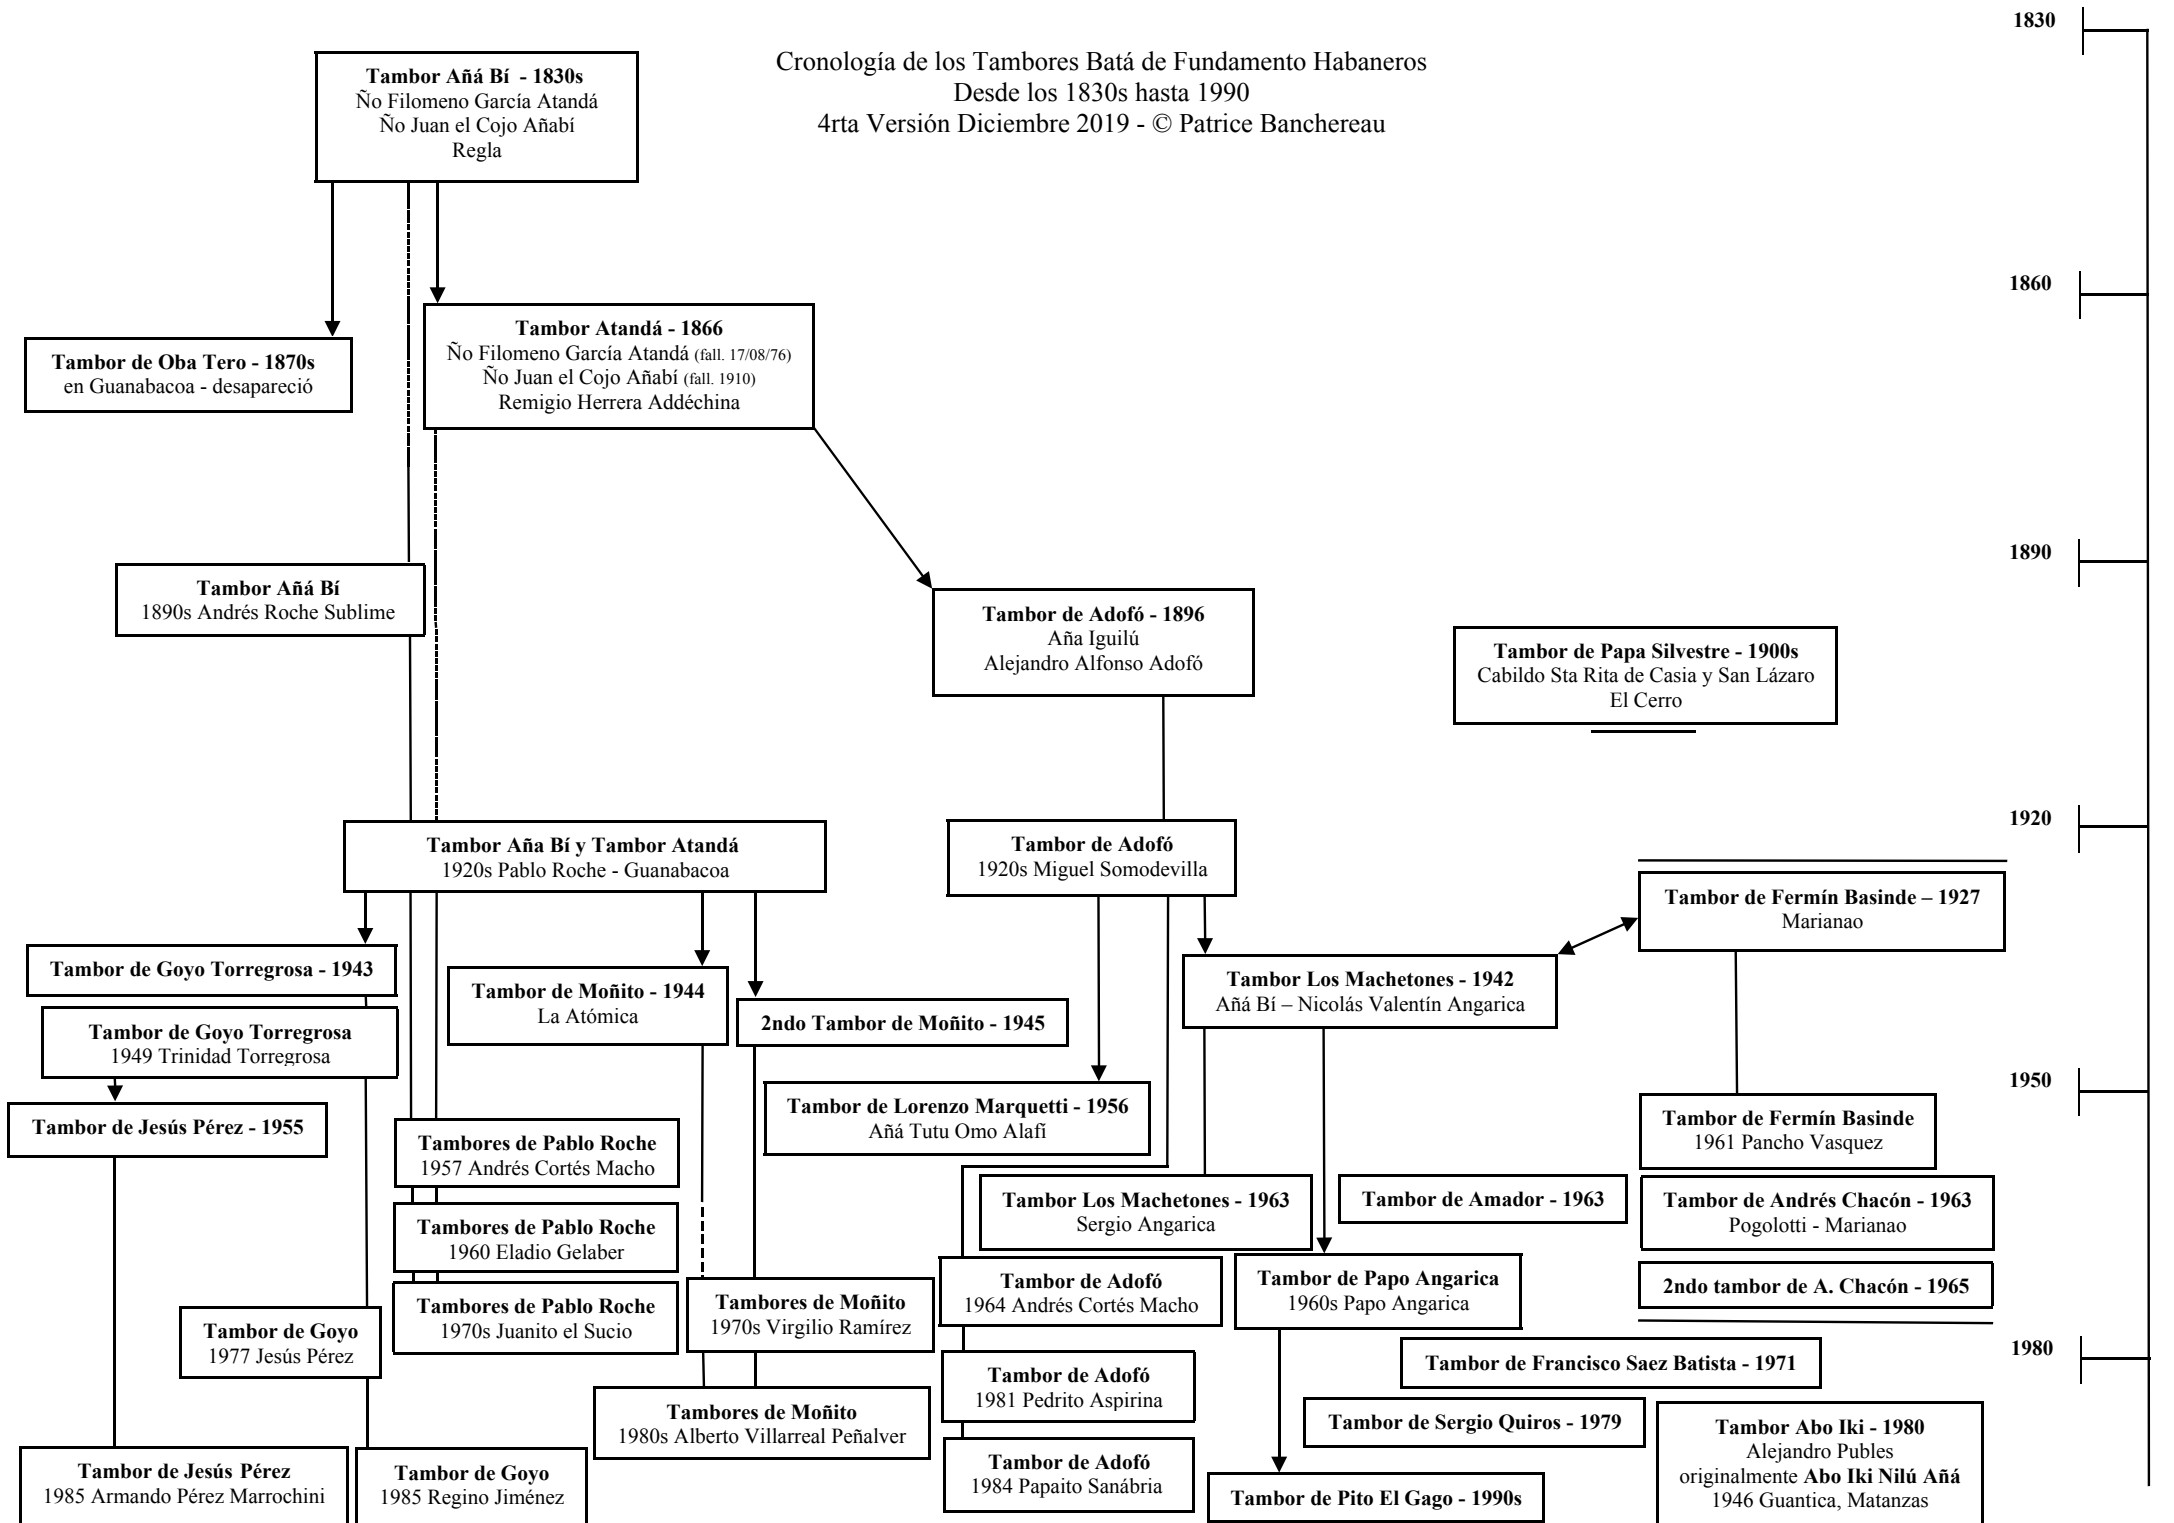 1830
Cronología de los Tambores Batá de Fundamento Habaneros
Desde los 1830s hasta 1990
4rta Versión Diciembre 2019 - © Patrice Banchereau
Tambor Añá Bí - 1830s
Ño Filomeno García Atandá
Ño Juan el Cojo Añabí
Regla
1860
Tambor de Oba Tero - 1870s
en Guanabacoa - desapareció
Tambor Atandá - 1866
Ño Filomeno García Atandá (fall. 17/08/76)
Ño Juan el Cojo Añabí (fall. 1910)
Remigio Herrera Addéchina
1890
Tambor Añá Bí
1890s Andrés Roche Sublime
Tambor de Adofó - 1896
Aña Iguilú
Alejandro Alfonso Adofó
Tambor de Papa Silvestre - 1900s
Cabildo Sta Rita de Casia y San Lázaro
El Cerro
1920
Tambor Aña Bí y Tambor Atandá
1920s Pablo Roche - Guanabacoa
Tambor de Adofó
1920s Miguel Somodevilla
Tambor de Fermín Basinde – 1927
Marianao
Tambor de Goyo Torregrosa - 1943
Tambor de Goyo Torregrosa
1949 Trinidad Torregrosa
Tambor de Moñito - 1944
La Atómica
2ndo Tambor de Moñito - 1945
Tambor Los Machetones - 1942
Añá Bí – Nicolás Valentín Angarica
1950
Tambor de Jesús Pérez - 1955
Tambores de Pablo Roche
1957 Andrés Cortés Macho
Tambor de Lorenzo Marquetti - 1956
Añá Tutu Omo Alafí
Tambor de Fermín Basinde
1961 Pancho Vasquez
Tambores de Pablo Roche
1960 Eladio Gelaber
Tambor Los Machetones - 1963
Sergio Angarica
Tambor de Amador - 1963
Tambor de Andrés Chacón - 1963
Pogolotti - Marianao
Tambores de Pablo Roche
1970s Juanito el Sucio
Tambores de Moñito
1970s Virgilio Ramírez
Tambor de Adofó
1964 Andrés Cortés Macho
Tambor de Papo Angarica
1960s Papo Angarica
2ndo tambor de A. Chacón - 1965
Tambor de Goyo
1977 Jesús Pérez
1980
Tambor de Francisco Saez Batista - 1971
Tambor de Adofó
1981 Pedrito Aspirina
Tambores de Moñito
1980s Alberto Villarreal Peñalver
Tambor de Sergio Quiros - 1979
Tambor Abo Iki - 1980
Alejandro Publes
originalmente Abo Iki Nilú Añá
1946 Guantica, Matanzas
Tambor de Jesús Pérez
1985 Armando Pérez Marrochini
Tambor de Goyo
1985 Regino Jiménez
Tambor de Adofó
1984 Papaito Sanábria
Tambor de Pito El Gago - 1990s